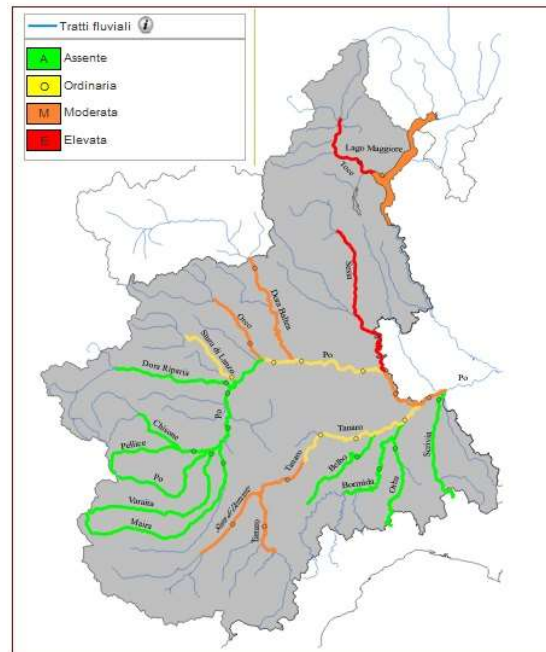 Tratti fluviali i
A Assente
O Ordinaria
M Moderata
E Elevata
Lago Maggiore
Toce
Sesia
Dora Baltea
Orco
Stura di Lanzo
Po
Po
Dora Riparia
Po
Chisone
Tanaro
Pellice
Tanaro
Belbo
Scrivia
Po
Bormida
Orba
Varaita
Stura di Demonte
Maira
Tanaro